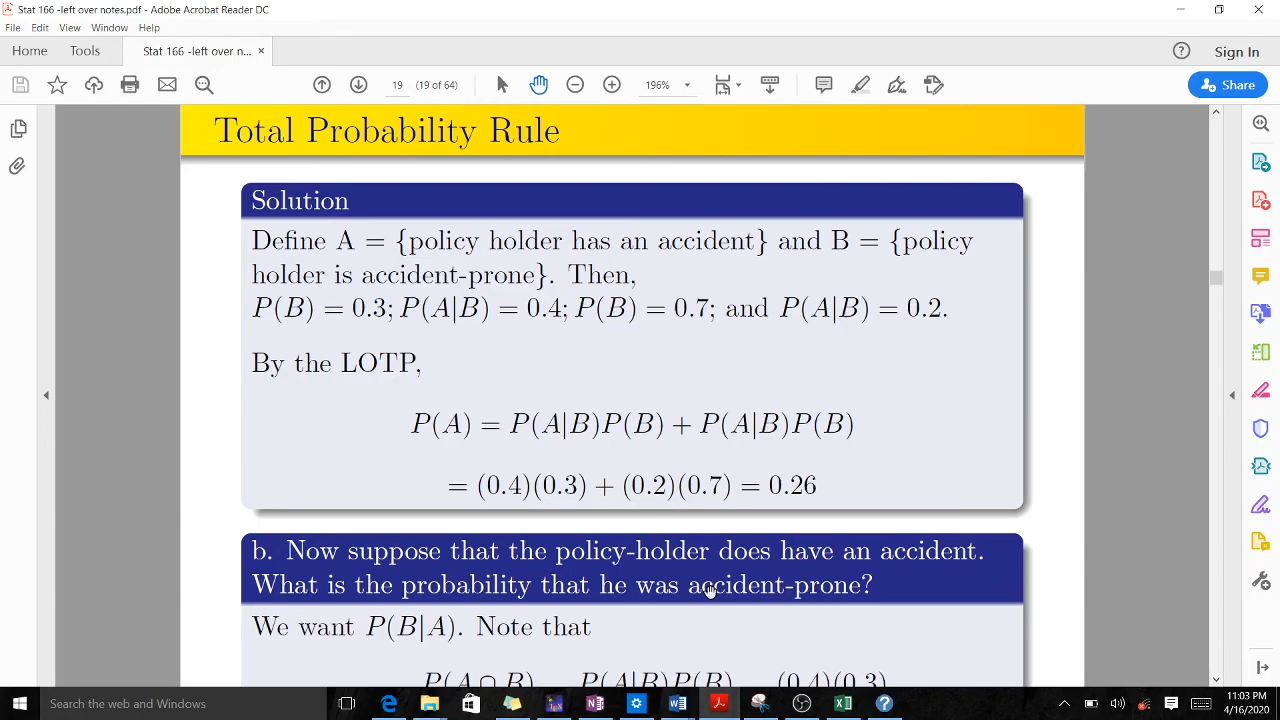 Stat 166 -left over notes.pdf - Adobe Acrobat Reader DC
File Edit View Window Help
Home Tools Stat 166 -left over n... × Sign In
19 (19 of 64) 196% Share
Total Probability Rule
Solution
Define A = {policy holder has an accident} and B = {policy
holder is accident-prone}. Then,
P(B) = 0.3; P(A|B) = 0.4; P(B) = 0.7; and P(A|B) = 0.2.
By the LOTP,
P(A) = P(A|B)P(B) + P(A|B)P(B)
= (0.4)(0.3) + (0.2)(0.7) = 0.26
b. Now suppose that the policy-holder does have an accident.
What is the probability that he was accident-prone?
We want P(B|A). Note that
P(A ∩ B) P(A|B)P(B) (0.4)(0.3)
Search the web and Windows
11:03 PM
4/16/2020